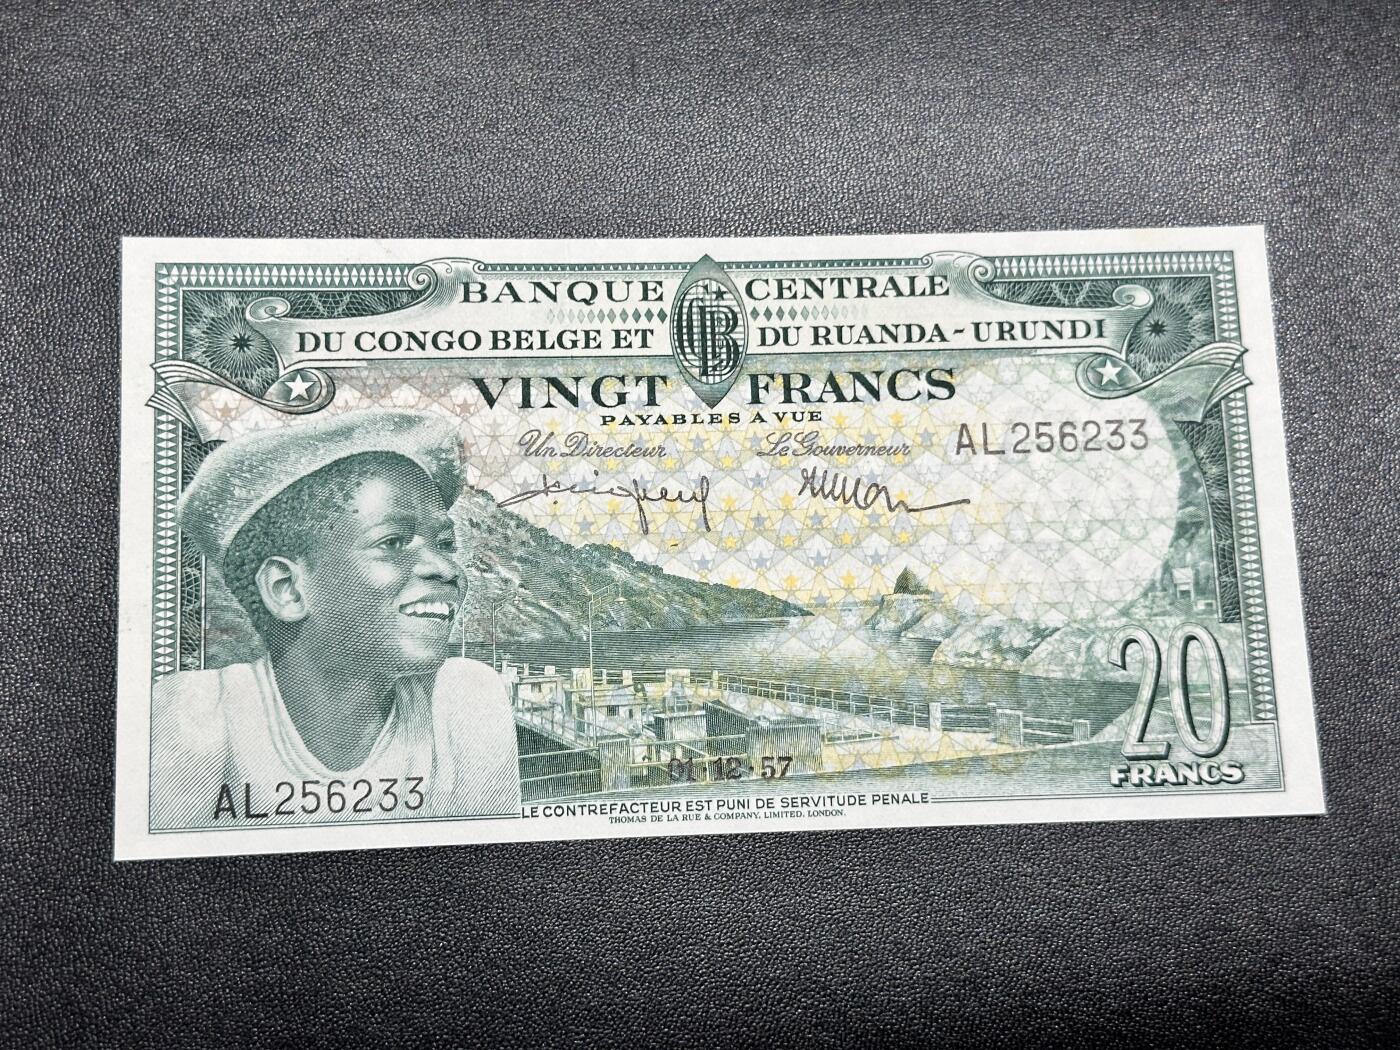 BANQUE CENTRALE
DU CONGO BELGE ET DU RUANDA-URUNDI
VINGT FRANCS
PAYABLES A VUE
Un Directeur Le Gouverneur
AL256233
20
FRANCS
01-12-57
AL256233
LE CONTREFACTEUR EST PUNI DE SERVITUDE PENALE
THOMAS DE LA RUE & COMPANY, LIMITED, LONDON.